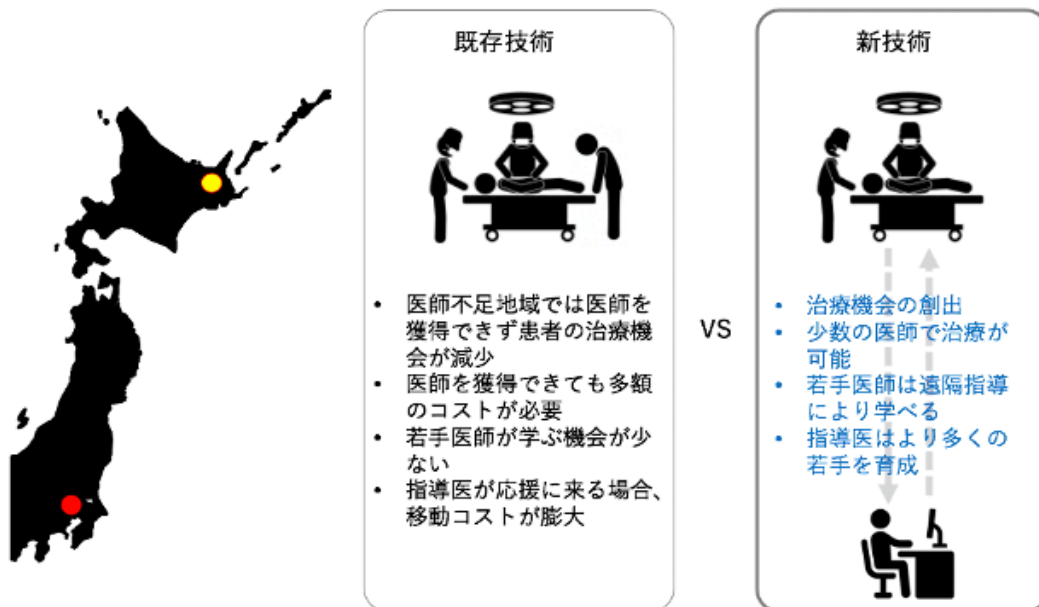 既存技術
• 医師不足地域では医師を
獲得できず患者の治療機
会が減少
• 医師を獲得できても多額
のコストが必要
• 若手医師が学ぶ機会が少
ない
• 指導医が応援に来る場合、
移動コストが膨大
VS
新技術
• 治療機会の創出
• 少数の医師で治療が
可能
• 若手医師は遠隔指導
により学べる
• 指導医はより多くの
若手を育成